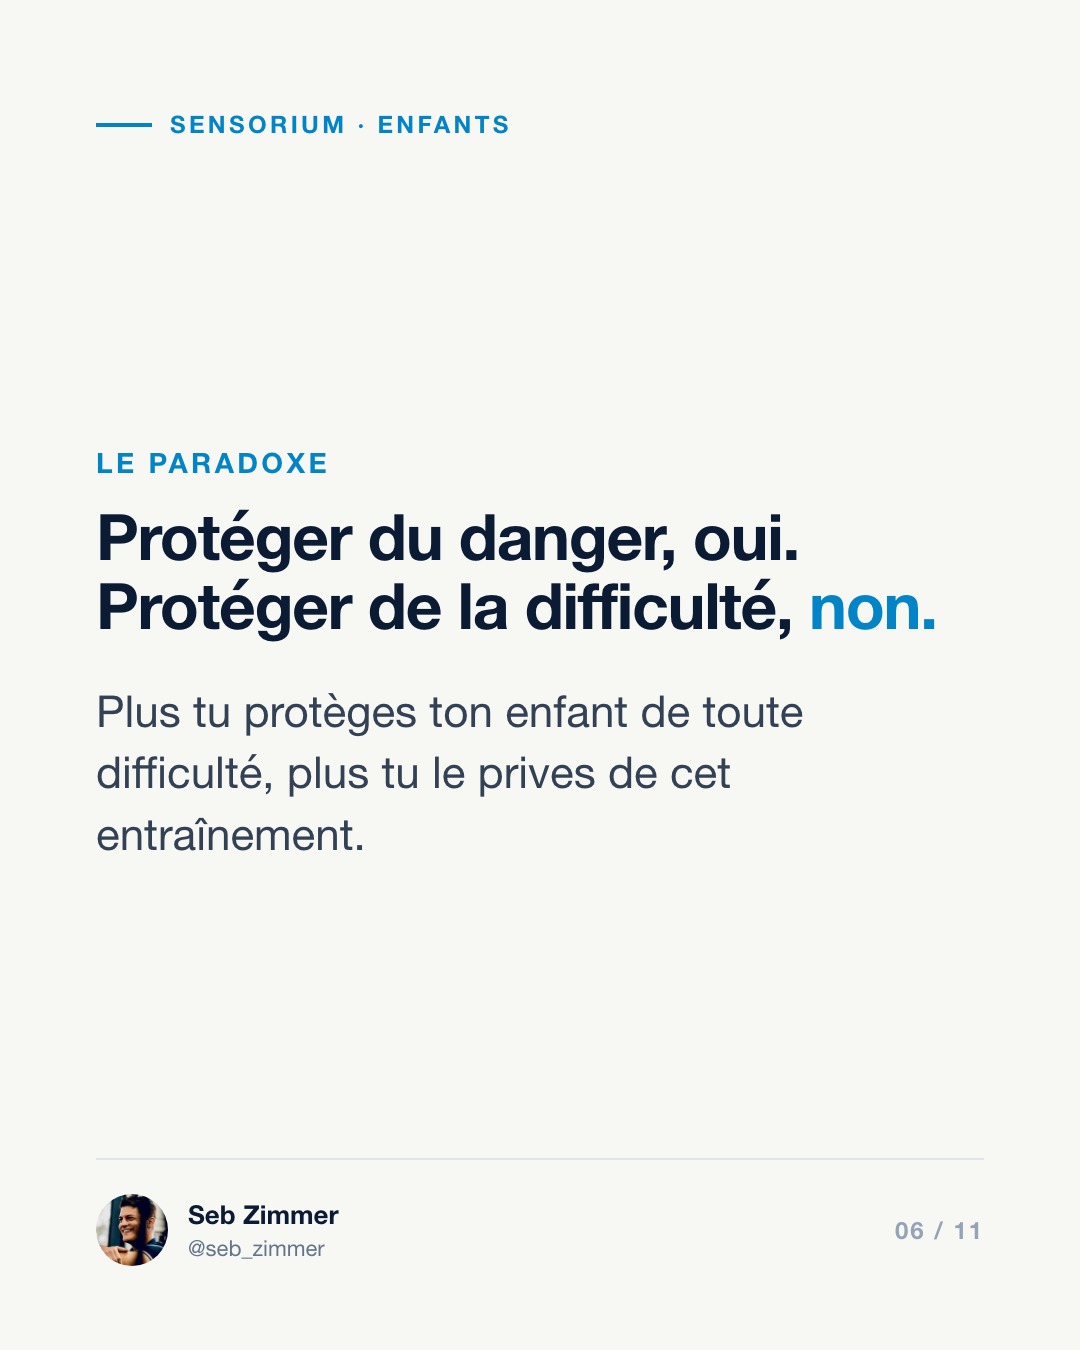 SENSORIUM · ENFANTS
LE PARADOXE
Protéger du danger, oui.
Protéger de la difficulté, non.
Plus tu protèges ton enfant de toute
difficulté, plus tu le prives de cet
entraînement.
Seb Zimmer
@seb_zimmer
06 / 11